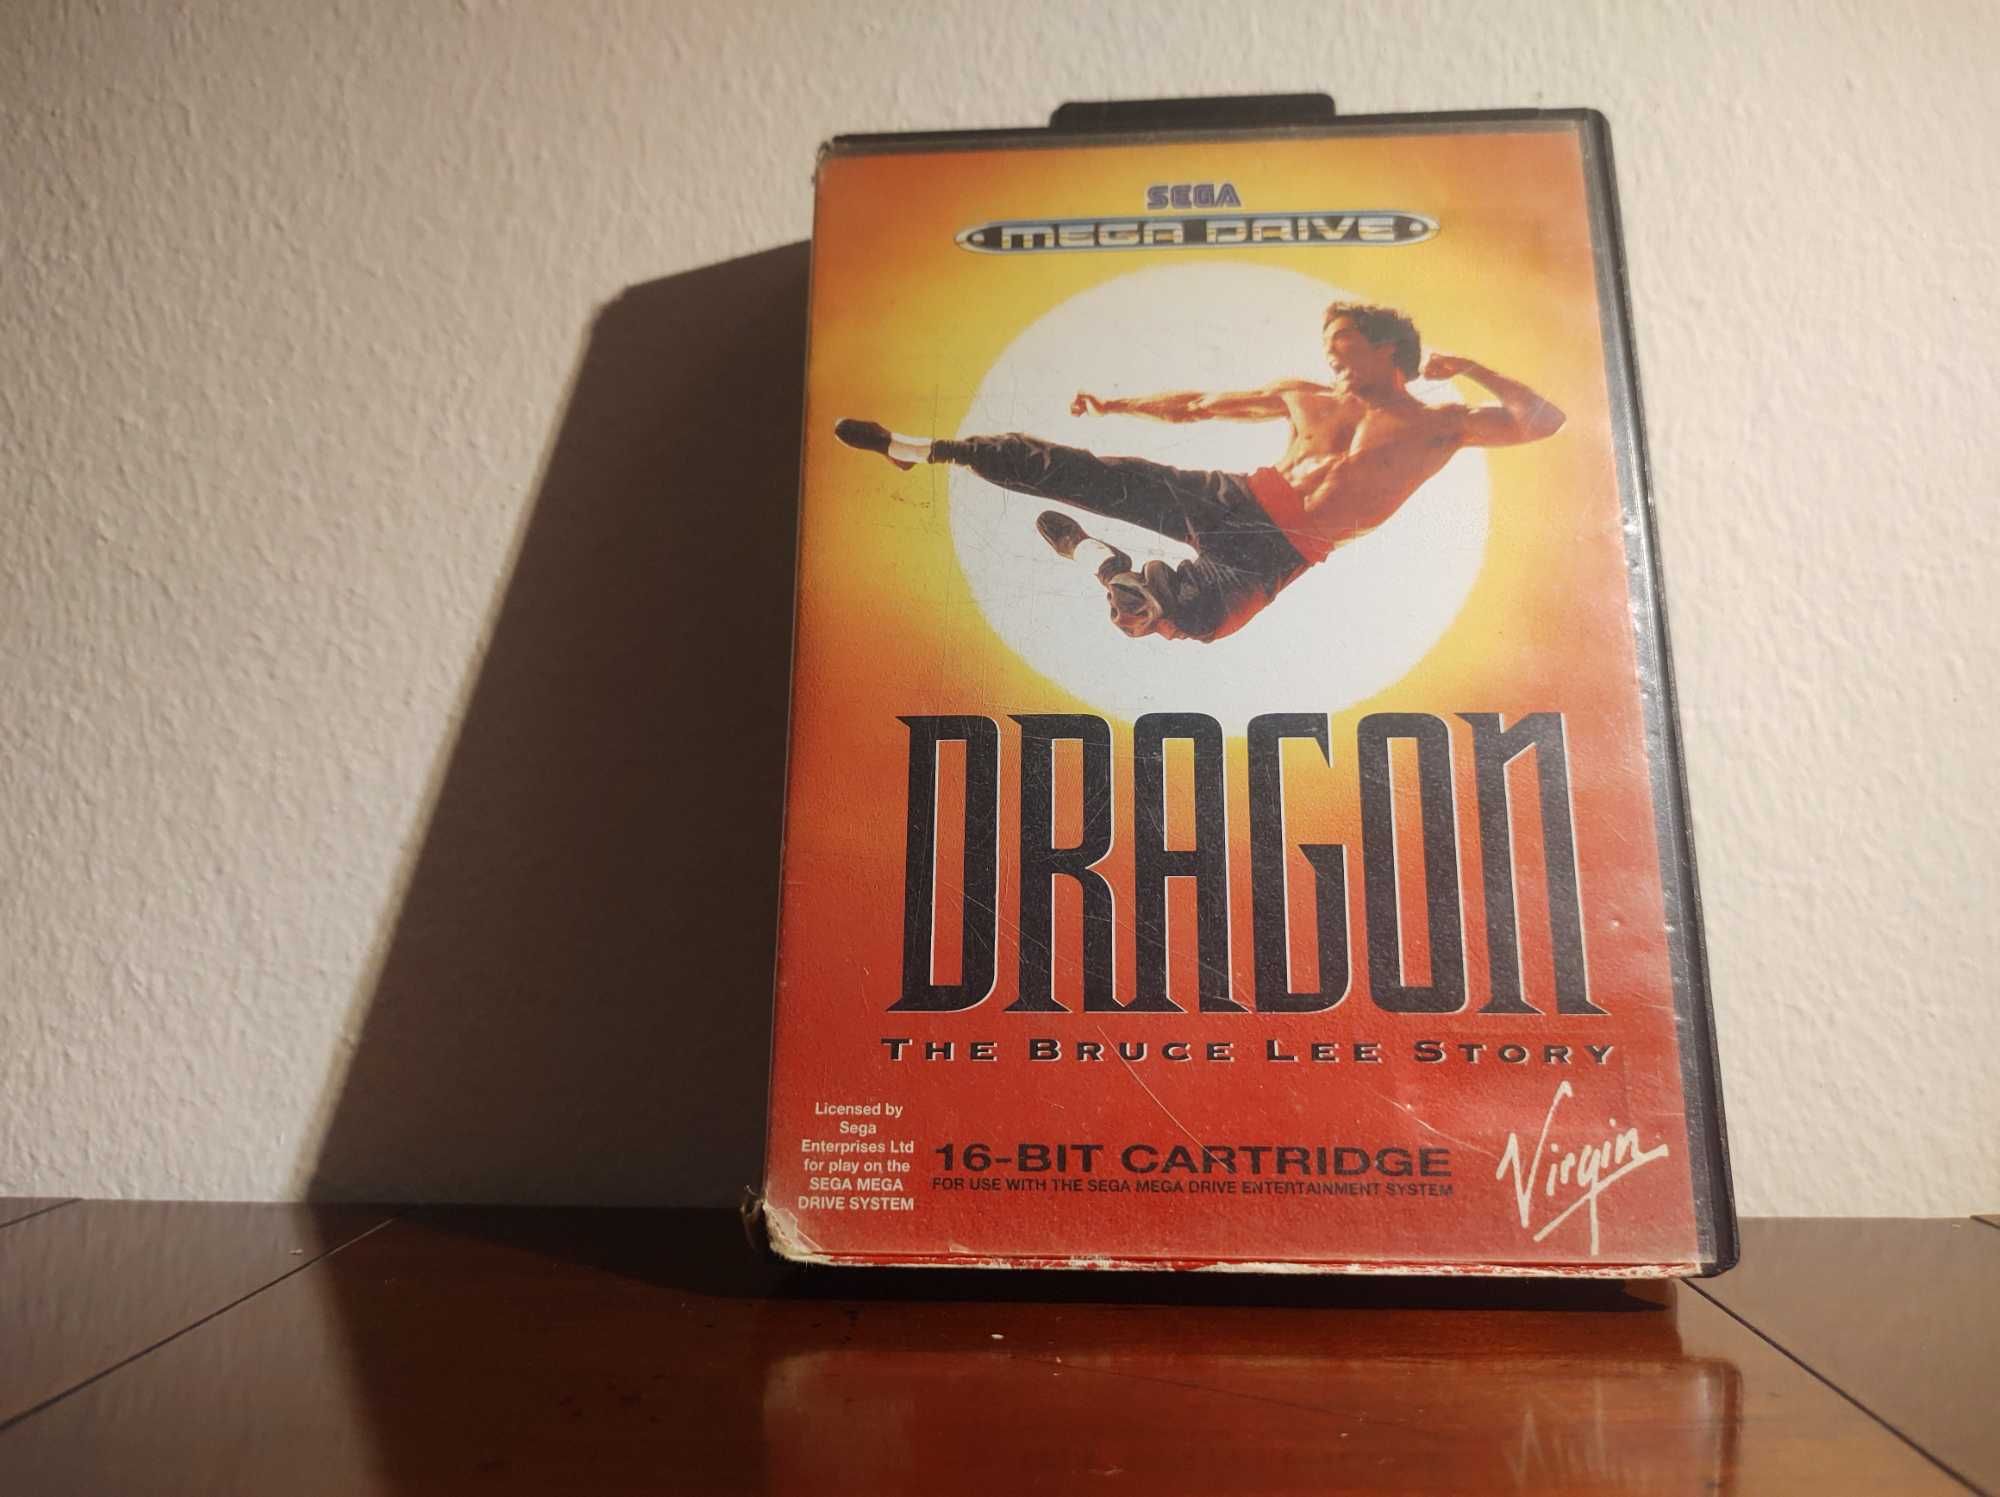 SEGA
MEGA DRIVE
DRAGON
THE BRUCE LEE STORY
Licensed by
Sega
Enterprises Ltd
for play on the
SEGA MEGA
DRIVE SYSTEM
16-BIT CARTRIDGE
FOR USE WITH THE SEGA MEGA DRIVE ENTERTAINMENT SYSTEM
Virgin